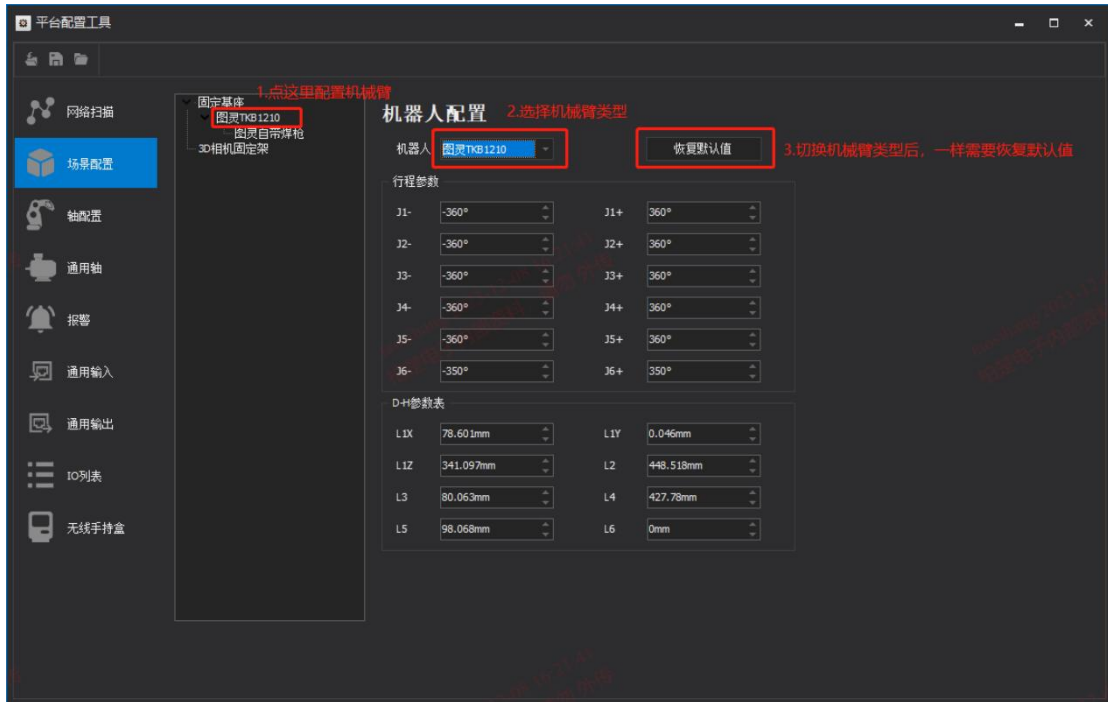 平台配置工具
1.点这里配置机械臂
网络扫描
场景配置
轴配置
通用轴
报警
通用输入
通用输出
IO列表
无线手持盒
固定基座
图灵TKB1210
图灵自带焊枪
3D相机固定架
机器人配置
2.选择机械臂类型
机器人 图灵TKB1210 恢复默认值
3.切换机械臂类型后，一样需要恢复默认值
行程参数
J1- -360° J1+ 360°
J2- -360° J2+ 360°
J3- -360° J3+ 360°
J4- -360° J4+ 360°
J5- -360° J5+ 360°
J6- -350° J6+ 350°
D-H参数表
L1X 78.601mm L1Y 0.046mm
L1Z 341.097mm L2 448.518mm
L3 80.063mm L4 427.78mm
L5 98.068mm L6 0mm